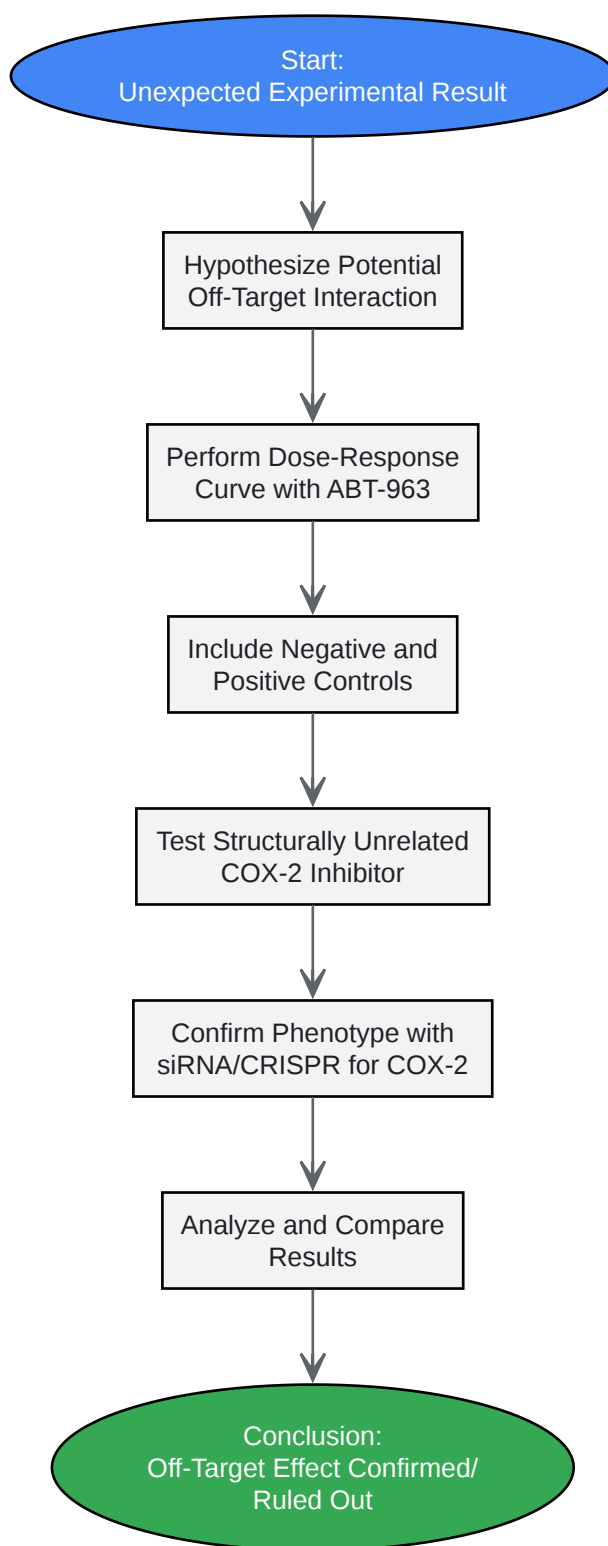 Start:
Unexpected Experimental Result
Hypothesize Potential
Off-Target Interaction
Perform Dose-Response
Curve with ABT-963
Include Negative and
Positive Controls
Test Structurally Unrelated
COX-2 Inhibitor
Confirm Phenotype with
siRNA/CRISPR for COX-2
Analyze and Compare
Results
Conclusion:
Off-Target Effect Confirmed/
Ruled Out